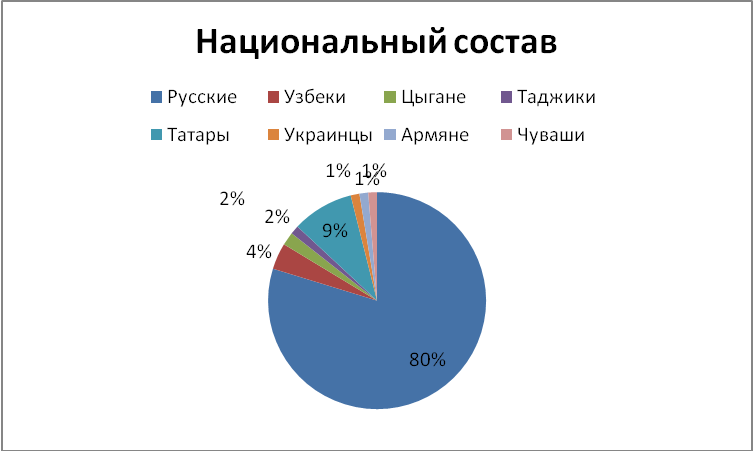 Национальный состав
Русские Узбеки Цыгане Таджики
Татары Украинцы Армяне Чуваши
1% 1%
1%
2%
2%
9%
4%
80%